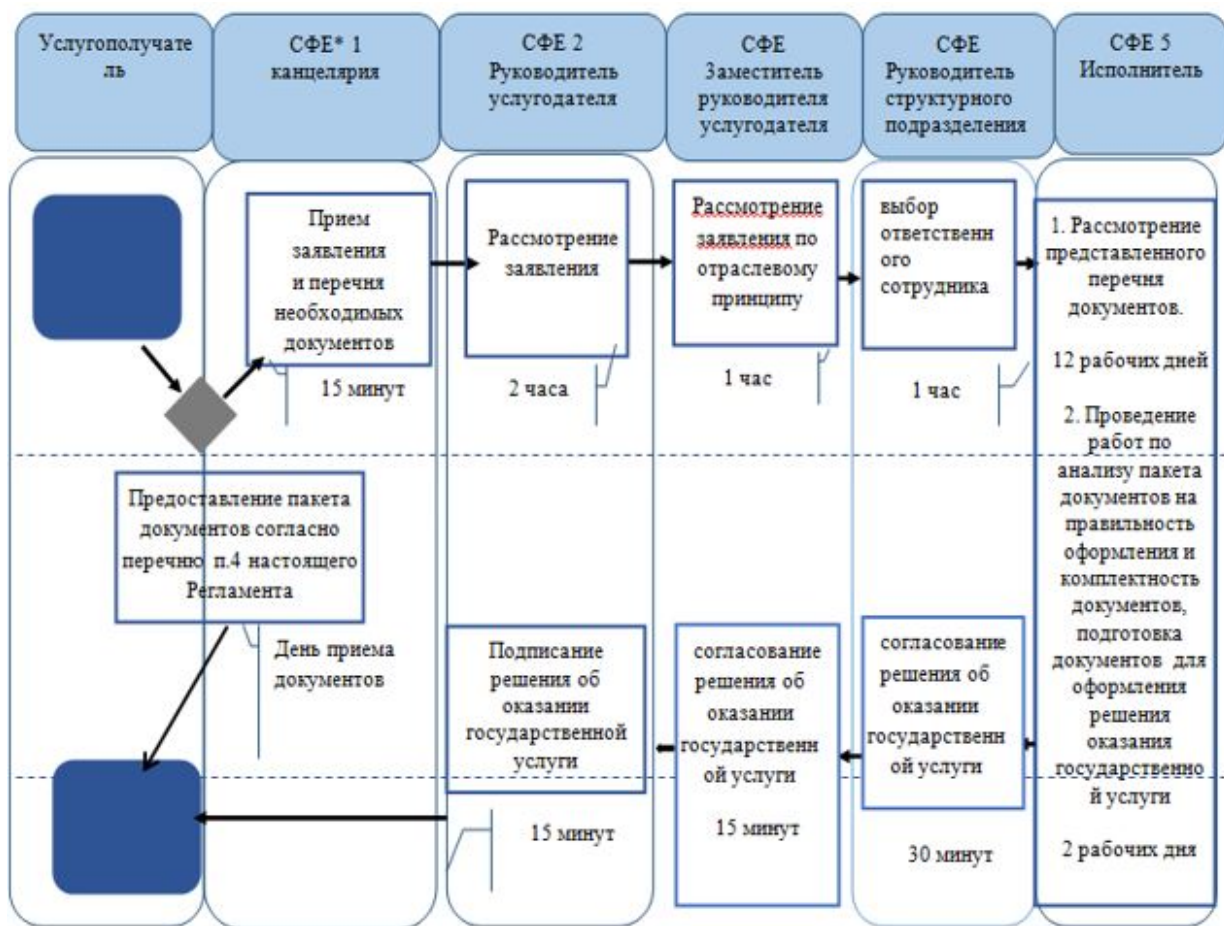 Услугополучате
ль
СФЕ* 1
канцелярия
СФЕ 2
Руководитель
услугодателя
СФЕ
Заместитель
руководителя
услугодателя
СФЕ
Руководитель
структурного
подразделения
СФЕ 5
Исполнитель
Прием
заявления
и перечня
необходимых
документов
15 минут
Рассмотрение
заявления
2 часа
Рассмотрение
заявления по
отраслевому
принципу
1 час
выбор
ответственн
ого
сотрудника
1 час
1. Рассмотрение
представленного
перечня
документов.
12 рабочих дней
2. Проведение
работ по
анализу пакета
документов на
правильность
оформления и
комплектность
документов,
подготовка
документов для
оформления
решения
оказания
государственно
й услуги
2 рабочих дня
Предоставление пакета
документов согласно
перечню п.4 настоящего
Регламента
День приема
документов
Подписание
решения об
оказании
государственной
услуги
15 минут
согласование
решения об
оказании
государственн
ой услуги
15 минут
согласование
решения об
оказании
государственн
ой услуги
30 минут